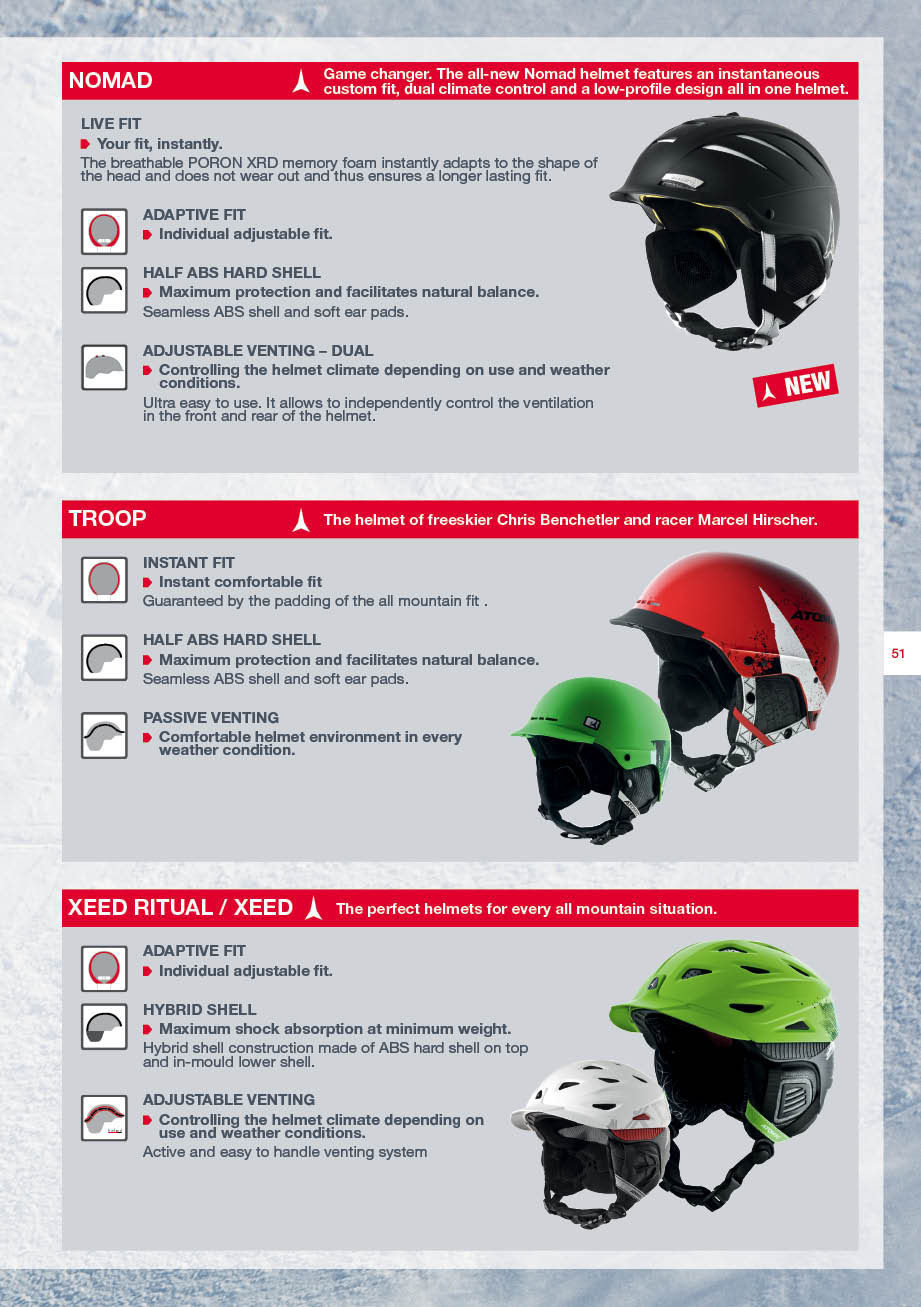 NOMAD
Game changer. The all-new Nomad helmet features an instantaneous
custom fit, dual climate control and a low-profile design all in one helmet.
LIVE FIT
Your fit, instantly.
The breathable PORON XRD memory foam instantly adapts to the shape of
the head and does not wear out and thus ensures a longer lasting fit.
ADAPTIVE FIT
Individual adjustable fit.
HALF ABS HARD SHELL
Maximum protection and facilitates natural balance.
Seamless ABS shell and soft ear pads.
ADJUSTABLE VENTING – DUAL
Controlling the helmet climate depending on use and weather
conditions.
Ultra easy to use. It allows to independently control the ventilation
in the front and rear of the helmet.
NEW
TROOP
The helmet of freeskier Chris Benchetler and racer Marcel Hirscher.
INSTANT FIT
Instant comfortable fit
Guaranteed by the padding of the all mountain fit .
HALF ABS HARD SHELL
Maximum protection and facilitates natural balance.
Seamless ABS shell and soft ear pads.
PASSIVE VENTING
Comfortable helmet environment in every
weather condition.
ATOMIC
51
XEED RITUAL / XEED
The perfect helmets for every all mountain situation.
ADAPTIVE FIT
Individual adjustable fit.
HYBRID SHELL
Maximum shock absorption at minimum weight.
Hybrid shell construction made of ABS hard shell on top
and in-mould lower shell.
ADJUSTABLE VENTING
Controlling the helmet climate depending on
use and weather conditions.
Active and easy to handle venting system
ATOMIC